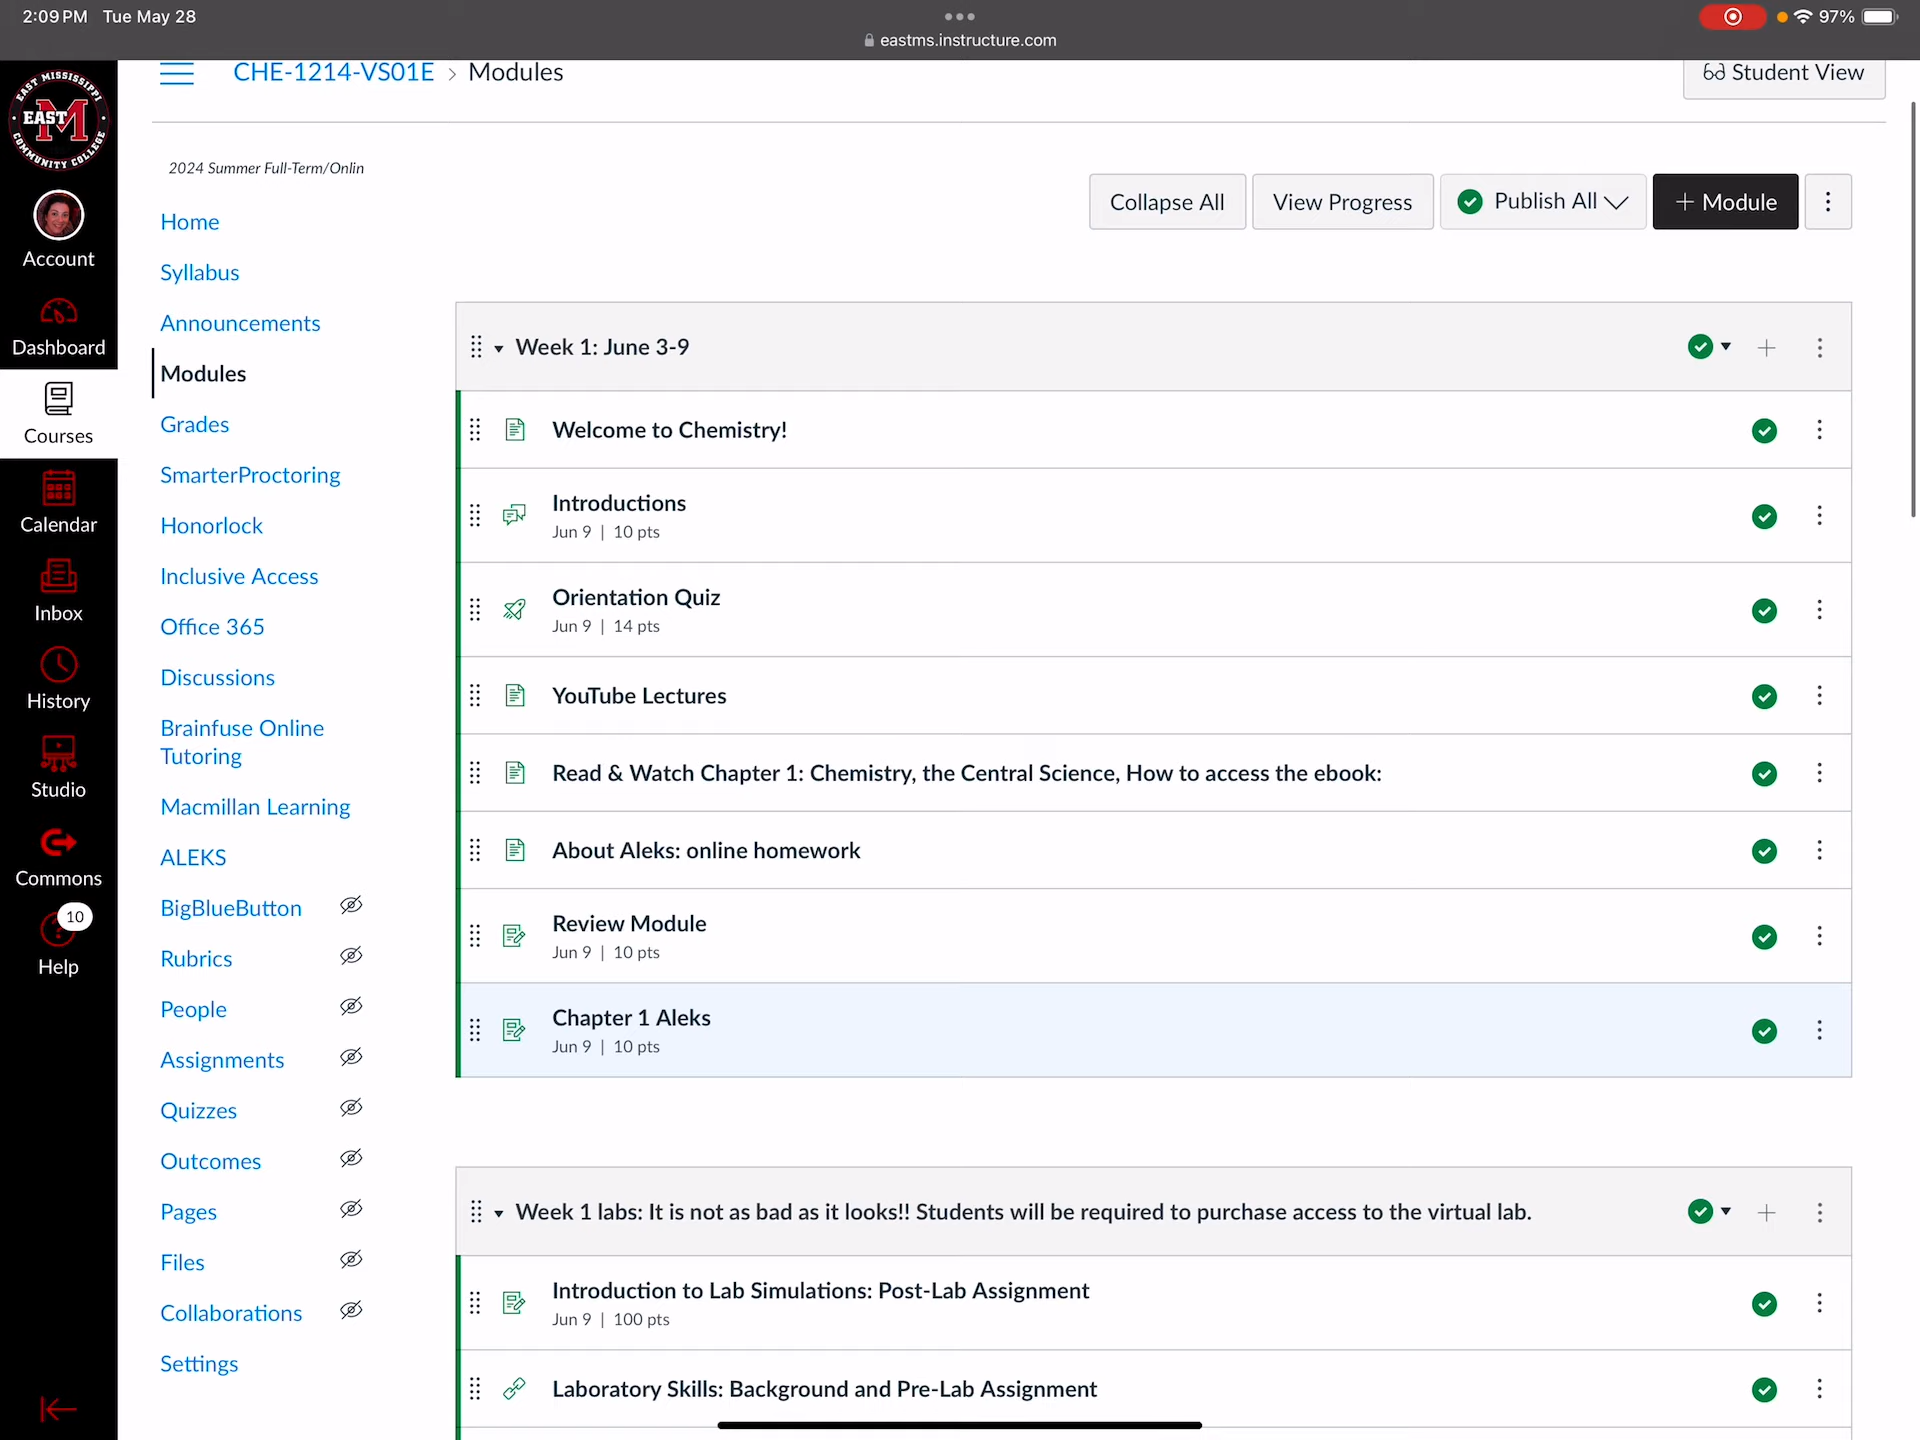 2:09 PM Tue May 28
eastms.instructure.com
97%
CHE-1214-VS01E > Modules
Student View
EAST MISSISSIPPI
EAST M
COMMUNITY COLLEGE
Account
Dashboard
Courses
Calendar
Inbox
History
Studio
Commons
10
Help
2024 Summer Full-Term/Onlin
Home
Syllabus
Announcements
Modules
Grades
SmarterProctoring
Honorlock
Inclusive Access
Office 365
Discussions
Brainfuse Online
Tutoring
Macmillan Learning
ALEKS
BigBlueButton
Rubrics
People
Assignments
Quizzes
Outcomes
Pages
Files
Collaborations
Settings
Collapse All
View Progress
Publish All
+ Module
Week 1: June 3-9
Welcome to Chemistry!
Introductions
Jun 9 | 10 pts
Orientation Quiz
Jun 9 | 14 pts
YouTube Lectures
Read & Watch Chapter 1: Chemistry, the Central Science, How to access the ebook:
About Aleks: online homework
Review Module
Jun 9 | 10 pts
Chapter 1 Aleks
Jun 9 | 10 pts
Week 1 labs: It is not as bad as it looks!! Students will be required to purchase access to the virtual lab.
Introduction to Lab Simulations: Post-Lab Assignment
Jun 9 | 100 pts
Laboratory Skills: Background and Pre-Lab Assignment